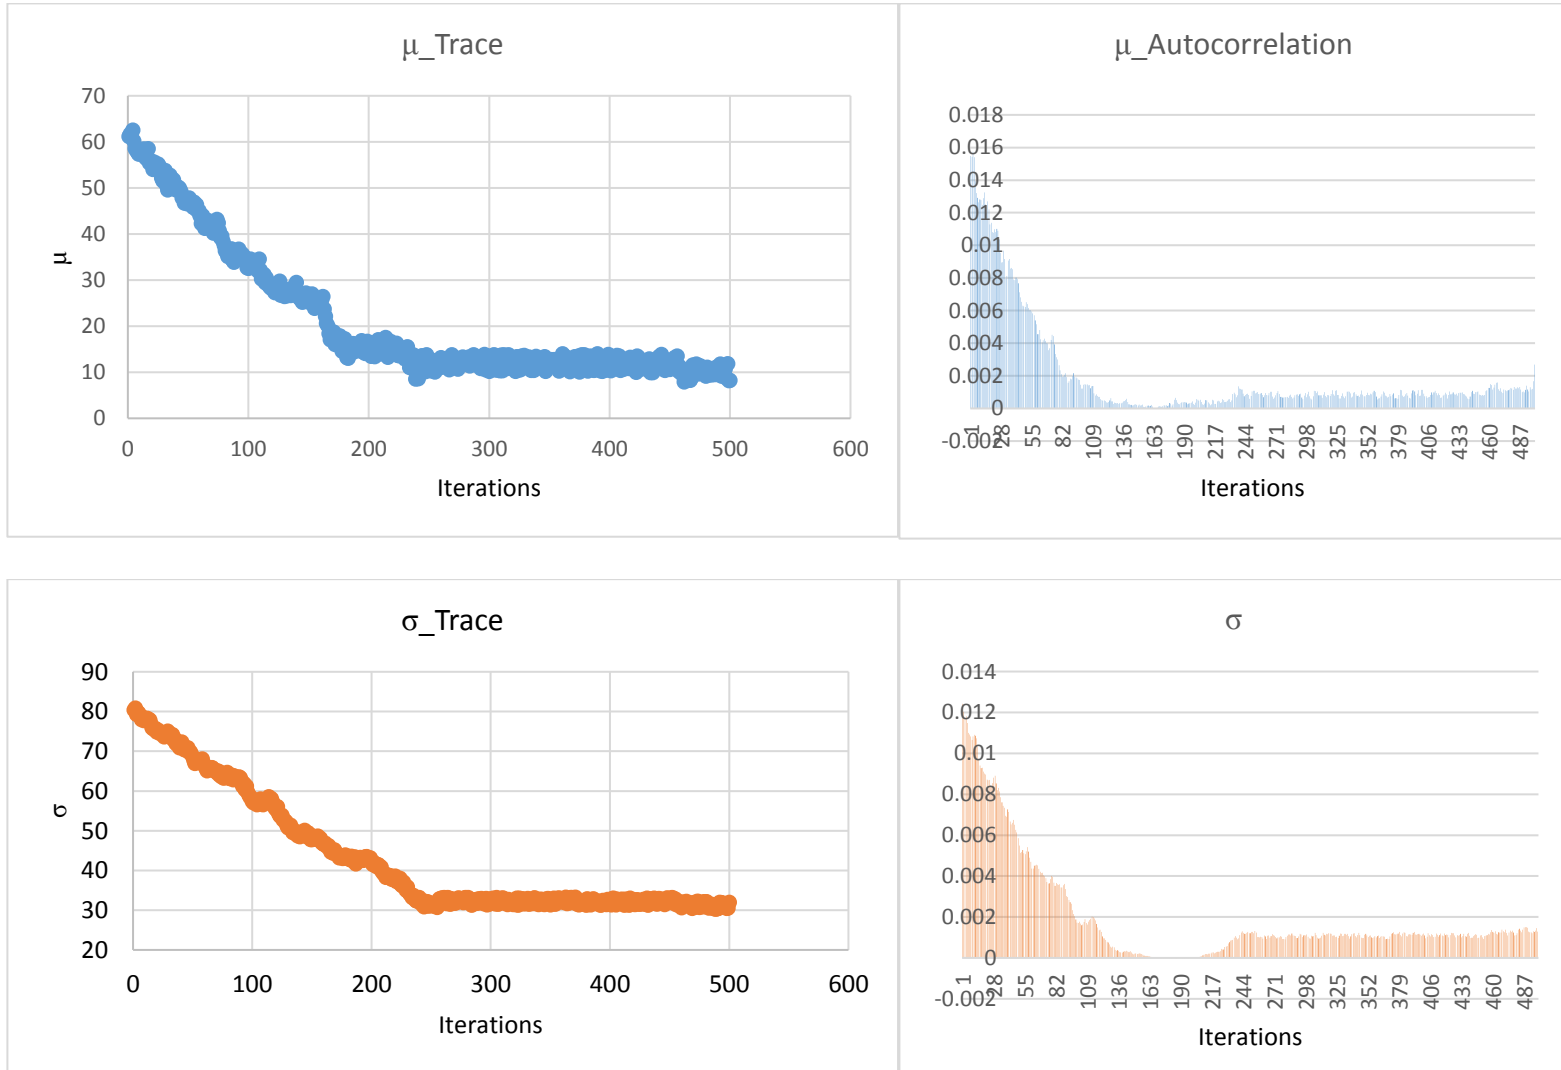 μ_Trace
70
60
50
40
30
20
10
0
0 100 200 300 400 500 600
μ
Iterations
μ_Autocorrelation
0.018
0.016
0.014
0.012
0.01
0.008
0.006
0.004
0.002
0
-0.002
1 28 55 82 109 136 163 190 217 244 271 298 325 352 379 406 433 460 487
Iterations
σ_Trace
90
80
70
60
50
40
30
20
0 100 200 300 400 500 600
σ
Iterations
σ
0.014
0.012
0.01
0.008
0.006
0.004
0.002
0
-0.002
1 28 55 82 109 136 163 190 217 244 271 298 325 352 379 406 433 460 487
Iterations